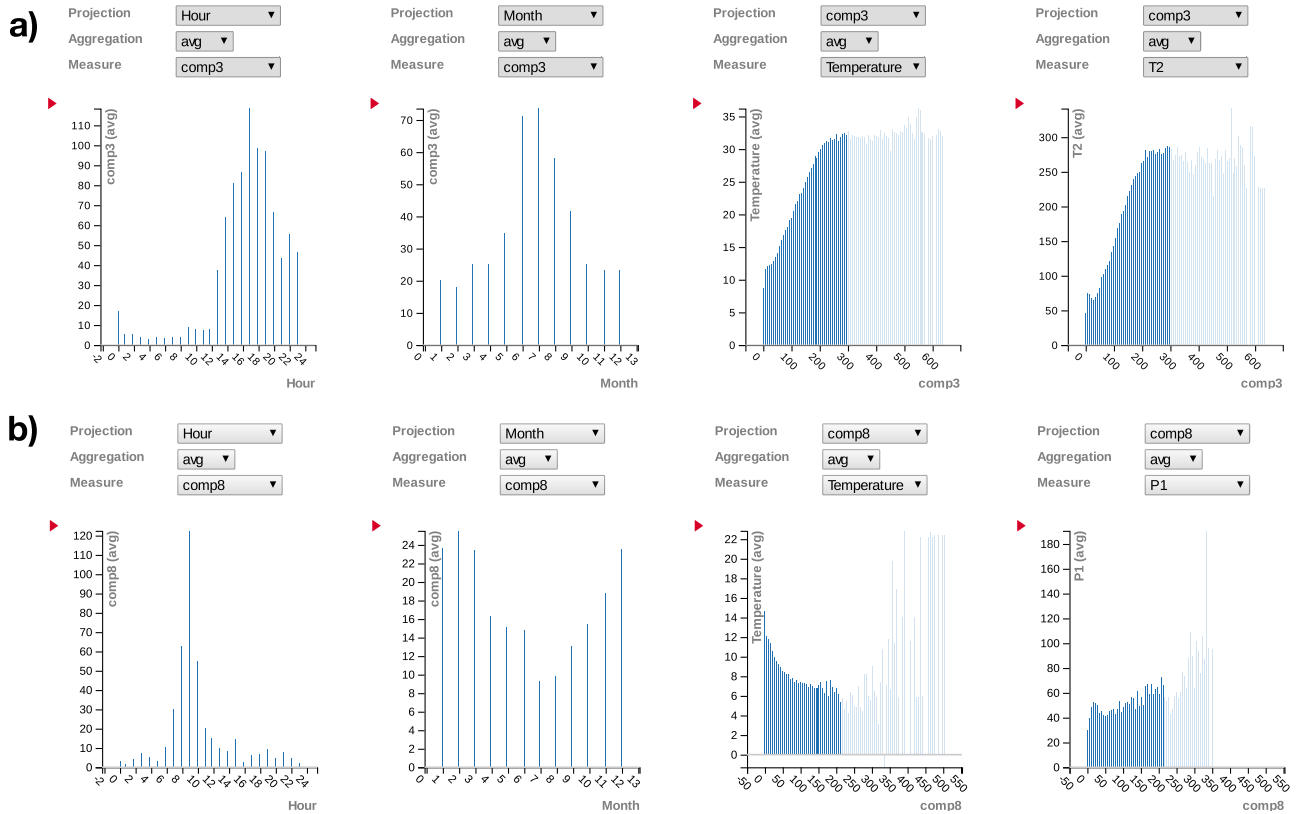 a)
Projection Hour ▼
Aggregation avg ▼
Measure comp3 ▼
comp3 (avg)
110
100
90
80
70
60
50
40
30
20
10
0
-2 0 2 4 6 8 10 12 14 16 18 20 22 24
Hour
Projection Month ▼
Aggregation avg ▼
Measure comp3 ▼
comp3 (avg)
70
60
50
40
30
20
10
0
0 1 2 3 4 5 6 7 8 9 10 11 12 13
Month
Projection comp3 ▼
Aggregation avg ▼
Measure Temperature ▼
Temperature (avg)
35
30
25
20
15
10
5
0
0 100 200 300 400 500 600
comp3
Projection comp3 ▼
Aggregation avg ▼
Measure T2 ▼
T2 (avg)
300
250
200
150
100
50
0
0 100 200 300 400 500 600
comp3
b)
Projection Hour ▼
Aggregation avg ▼
Measure comp8 ▼
comp8 (avg)
120
110
100
90
80
70
60
50
40
30
20
10
0
-2 0 2 4 6 8 10 12 14 16 18 20 22 24
Hour
Projection Month ▼
Aggregation avg ▼
Measure comp8 ▼
comp8 (avg)
24
22
20
18
16
14
12
10
8
6
4
2
0
0 1 2 3 4 5 6 7 8 9 10 11 12 13
Month
Projection comp8 ▼
Aggregation avg ▼
Measure Temperature ▼
Temperature (avg)
22
20
18
16
14
12
10
8
6
4
2
0
-50 0 50 100 150 200 250 300 350 400 450 500 550
comp8
Projection comp8 ▼
Aggregation avg ▼
Measure P1 ▼
P1 (avg)
180
160
140
120
100
80
60
40
20
0
-50 0 50 100 150 200 250 300 350 400 450 500 550
comp8